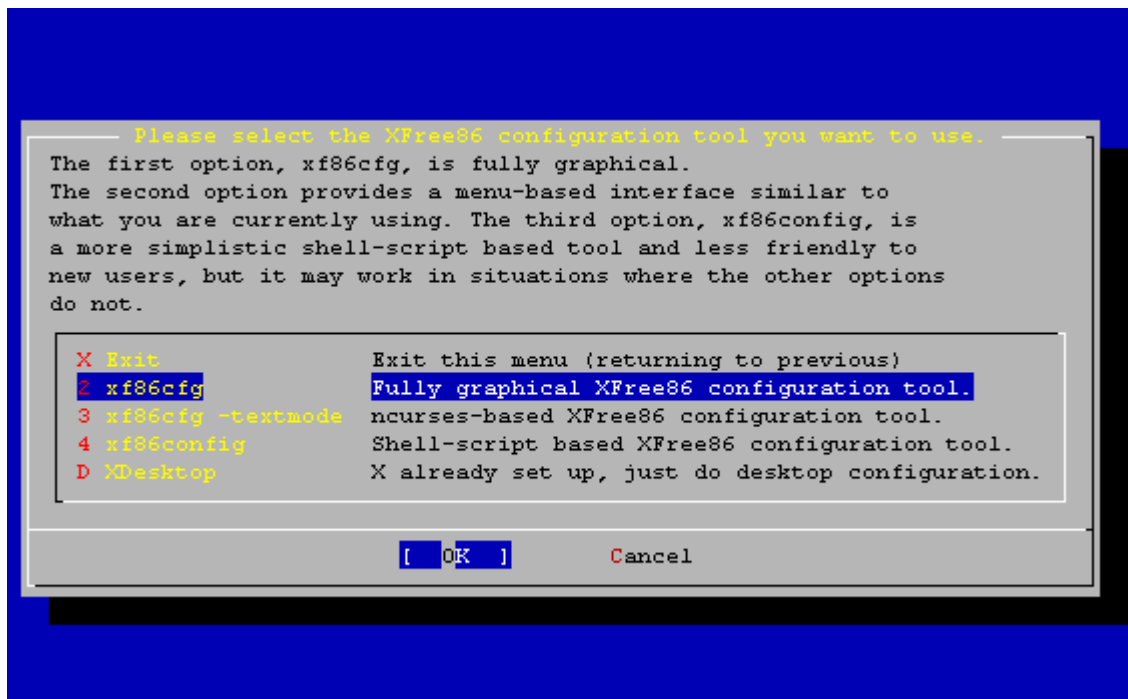 Please select the XFree86 configuration tool you want to use.
The first option, xf86cfg, is fully graphical.
The second option provides a menu-based interface similar to
what you are currently using. The third option, xf86config, is
a more simplistic shell-script based tool and less friendly to
new users, but it may work in situations where the other options
do not.
X Exit Exit this menu (returning to previous)
2 xf86cfg Fully graphical XFree86 configuration tool.
3 xf86cfg -textmode ncurses-based XFree86 configuration tool.
4 xf86config Shell-script based XFree86 configuration tool.
D XDesktop X already set up, just do desktop configuration.
[ OK ] Cancel